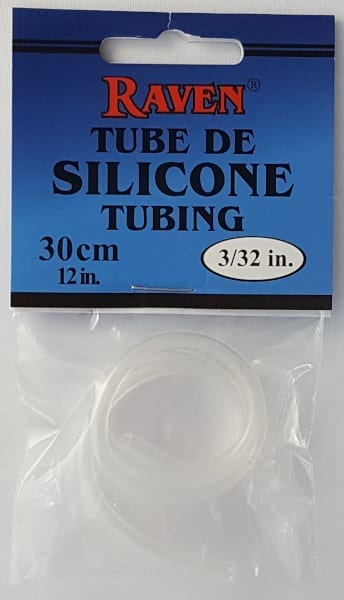 RAVEN®
TUBE DE
SILICONE
TUBING
30cm
12 in.
3/32 in.